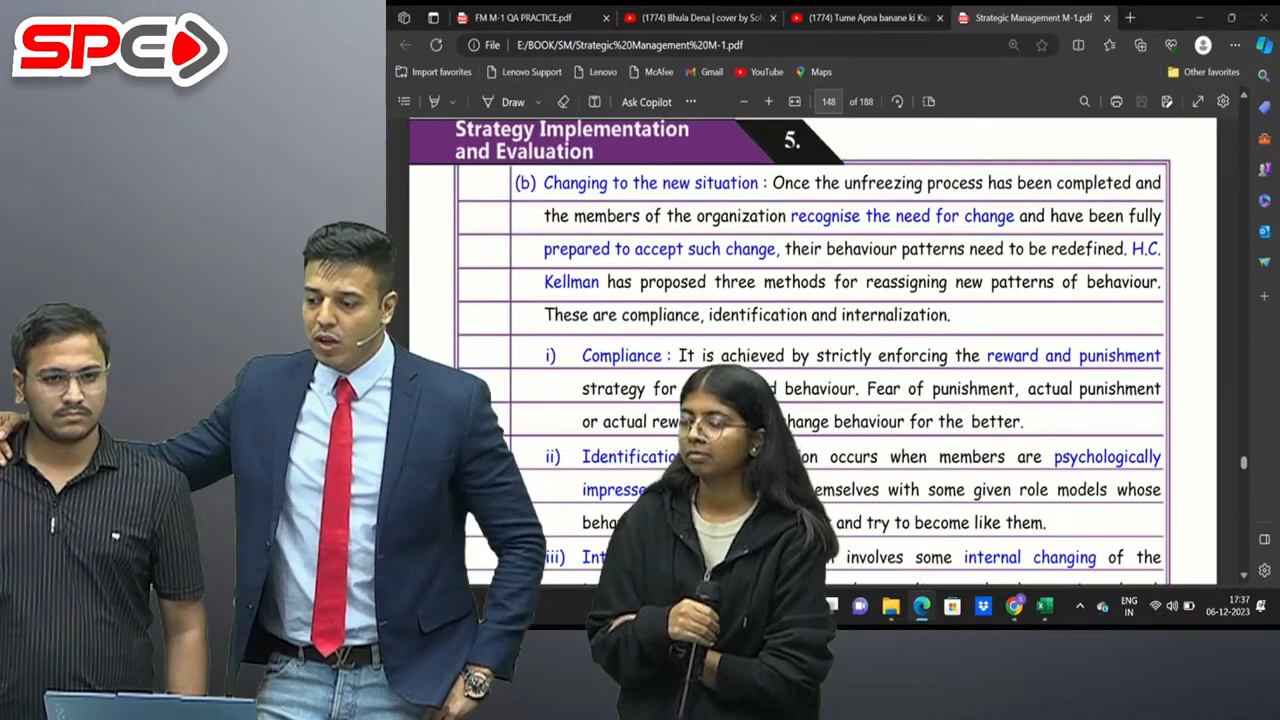 SPC
FM M-1 QA PRACTICE.pdf
(1774) Bhula Dena | cover by Soh
(1774) Tume Apna banane ki Ka
Strategic Management M-1.pdf
File E:/BOOK/SM/Strategic%20Management%20M-1.pdf
Import favorites Lenovo Support Lenovo McAfee Gmail YouTube Maps Other favorites
Draw Ask Copilot 148 of 188
Strategy Implementation
and Evaluation
5.
(b) Changing to the new situation : Once the unfreezing process has been completed and
the members of the organization recognise the need for change and have been fully
prepared to accept such change, their behaviour patterns need to be redefined. H.C.
Kellman has proposed three methods for reassigning new patterns of behaviour.
These are compliance, identification and internalization.
i) Compliance : It is achieved by strictly enforcing the reward and punishment
strategy for d behaviour. Fear of punishment, actual punishment
or actual rew hange behaviour for the better.
ii) Identificatio on occurs when members are psychologically
impresse emselves with some given role models whose
beha and try to become like them.
iii) Int involves some internal changing of the
ENG
IN
17:37
06-12-2023